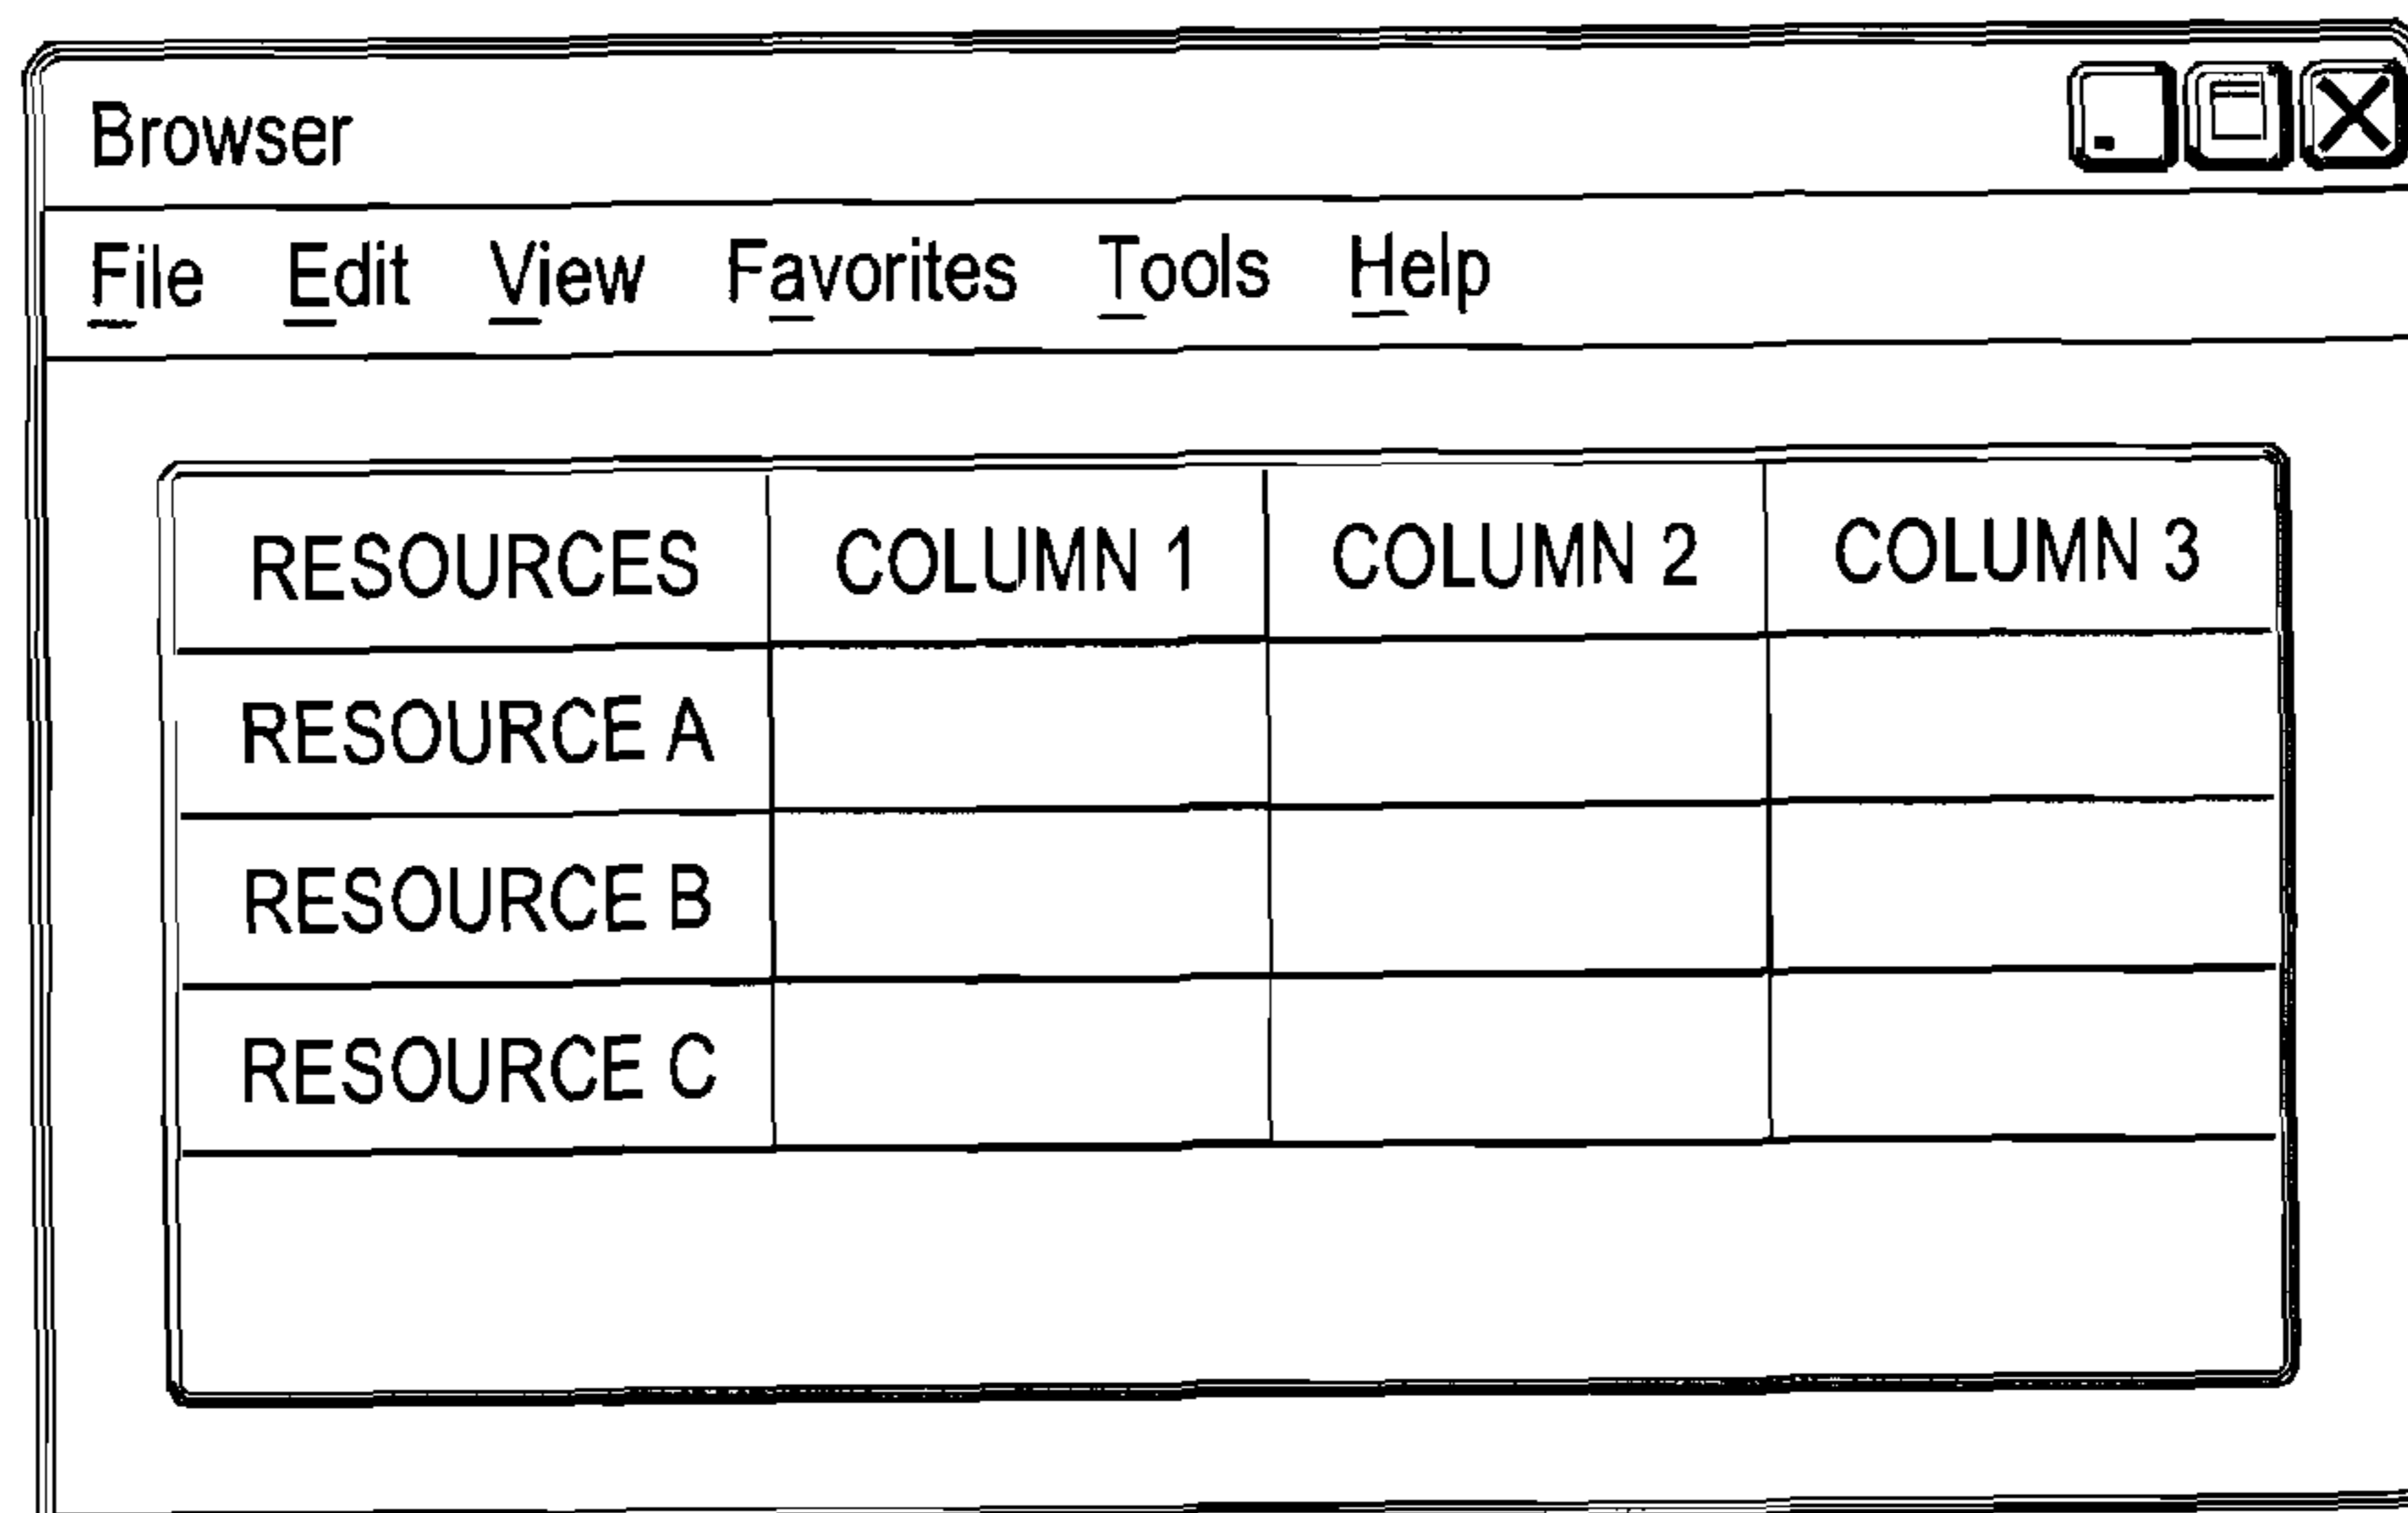 Browser
File Edit View Favorites Tools Help
RESOURCES COLUMN 1 COLUMN 2 COLUMN 3
RESOURCE A
RESOURCE B
RESOURCE C